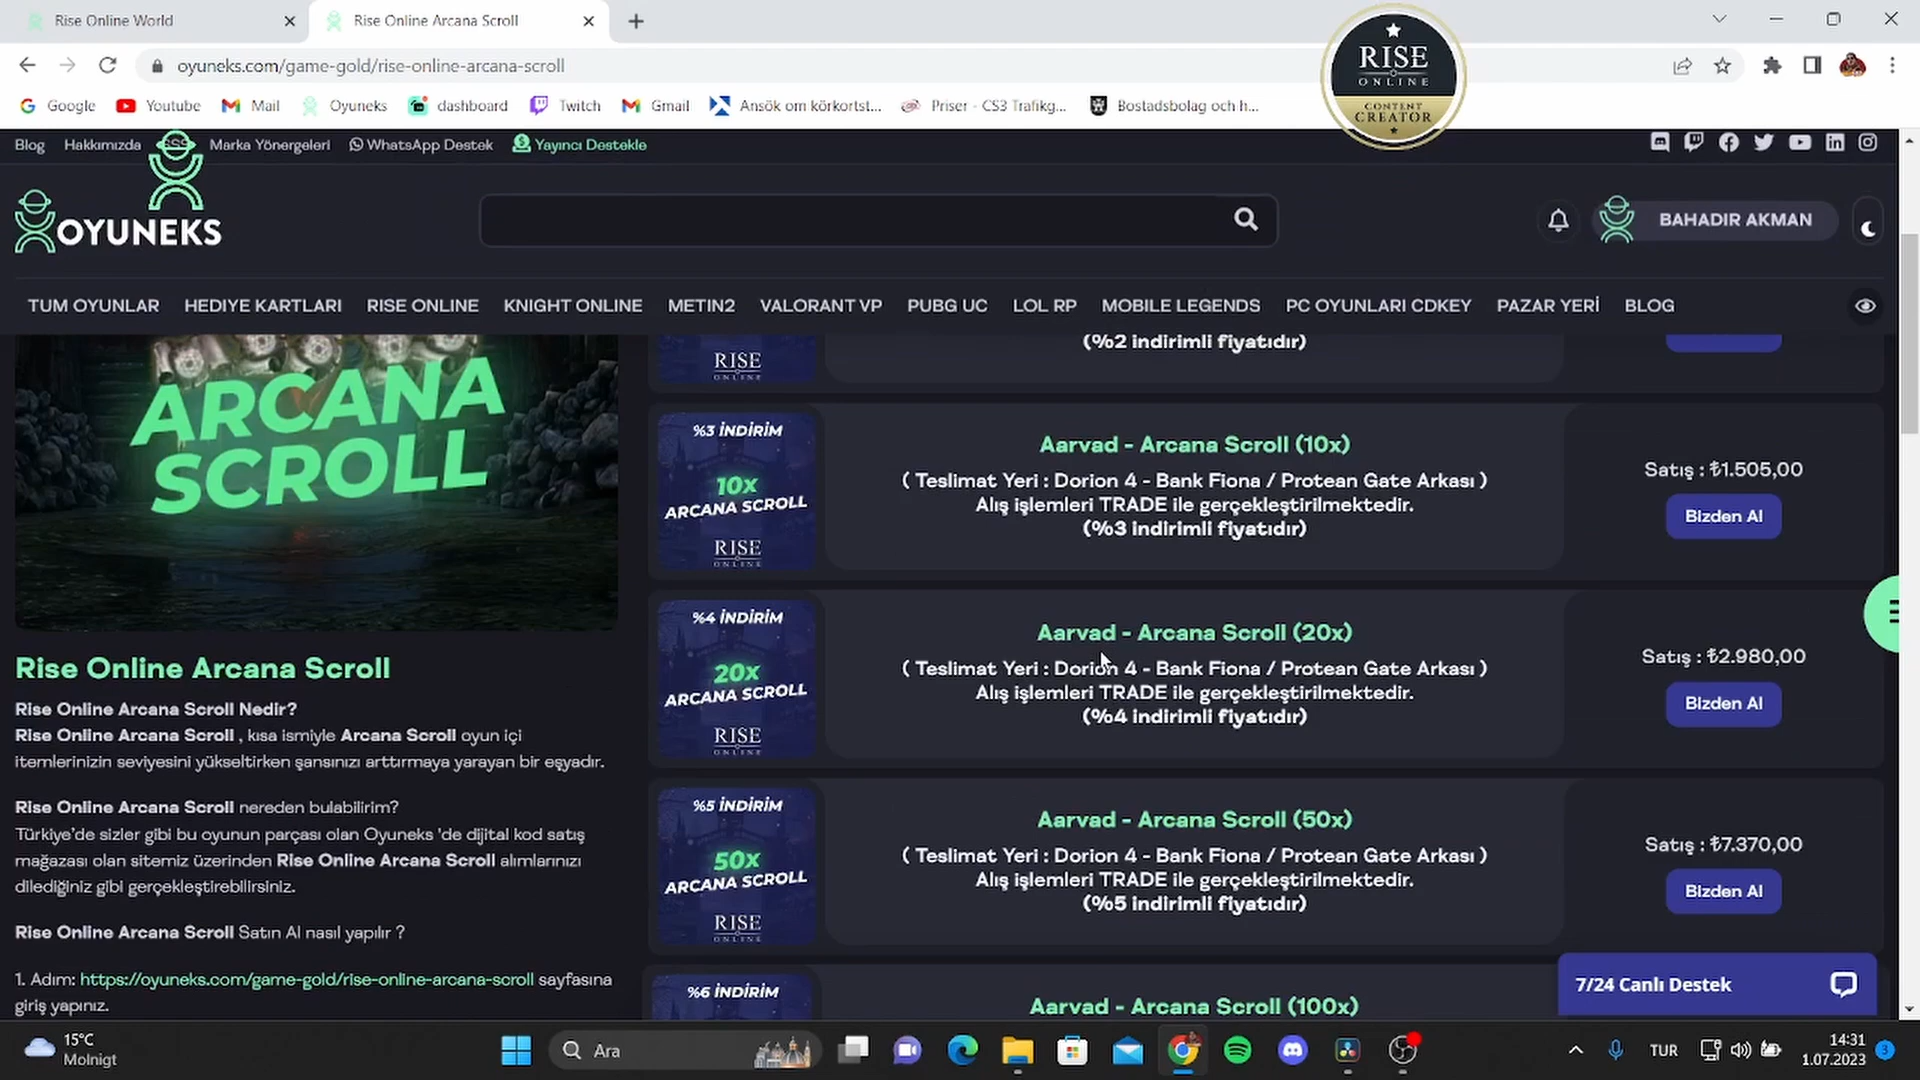 Rise Online World
Rise Online Arcana Scroll
oyuneks.com/game-gold/rise-online-arcana-scroll
RISE
ONLINE
CONTENT
CREATOR
Google
Youtube
Mail
Oyuneks
dashboard
Twitch
Gmail
Ansök om körkortst...
Priser - CS3 Trafikg...
Bostadsbolag och h...
Blog
Hakkımızda
SSS
Marka Yönergeleri
WhatsApp Destek
Yayıncı Destekle
OYUNEKS
BAHADIR AKMAN
TUM OYUNLAR
HEDIYE KARTLARI
RISE ONLINE
KNIGHT ONLINE
METIN2
VALORANT VP
PUBG UC
LOL RP
MOBILE LEGENDS
PC OYUNLARI CDKEY
PAZAR YERİ
BLOG
ARCANA
SCROLL
Rise Online Arcana Scroll
Rise Online Arcana Scroll Nedir?
Rise Online Arcana Scroll , kısa ismiyle Arcana Scroll oyun içi
itemlerinizin seviyesini yükseltirken şansınızı arttırmaya yarayan bir eşyadır.
Rise Online Arcana Scroll nereden bulabilirim?
Türkiye'de sizler gibi bu oyunun parçası olan Oyuneks 'de dijital kod satış
mağazası olan sitemiz üzerinden Rise Online Arcana Scroll alımlarınızı
dilediğiniz gibi gerçekleştirebilirsiniz.
Rise Online Arcana Scroll Satın Al nasıl yapılır ?
1. Adım: https://oyuneks.com/game-gold/rise-online-arcana-scroll sayfasına
giriş yapınız.
RISE
ONLINE
(%2 indirimli fiyatıdır)
%3 İNDİRİM
10x
ARCANA SCROLL
RISE
ONLINE
Aarvad - Arcana Scroll (10x)
( Teslimat Yeri : Dorion 4 - Bank Fiona / Protean Gate Arkası )
Alış işlemleri TRADE ile gerçekleştirilmektedir.
(%3 indirimli fiyatıdır)
Satış : ₺1.505,00
Bizden Al
%4 İNDİRİM
20x
ARCANA SCROLL
RISE
ONLINE
Aarvad - Arcana Scroll (20x)
( Teslimat Yeri : Dorion 4 - Bank Fiona / Protean Gate Arkası )
Alış işlemleri TRADE ile gerçekleştirilmektedir.
(%4 indirimli fiyatıdır)
Satış : ₺2.980,00
Bizden Al
%5 İNDİRİM
50x
ARCANA SCROLL
RISE
ONLINE
Aarvad - Arcana Scroll (50x)
( Teslimat Yeri : Dorion 4 - Bank Fiona / Protean Gate Arkası )
Alış işlemleri TRADE ile gerçekleştirilmektedir.
(%5 indirimli fiyatıdır)
Satış : ₺7.370,00
Bizden Al
%6 İNDİRİM
Aarvad - Arcana Scroll (100x)
7/24 Canlı Destek
15°C
Molnigt
Ara
TUR
14:31
1.07.2023
3